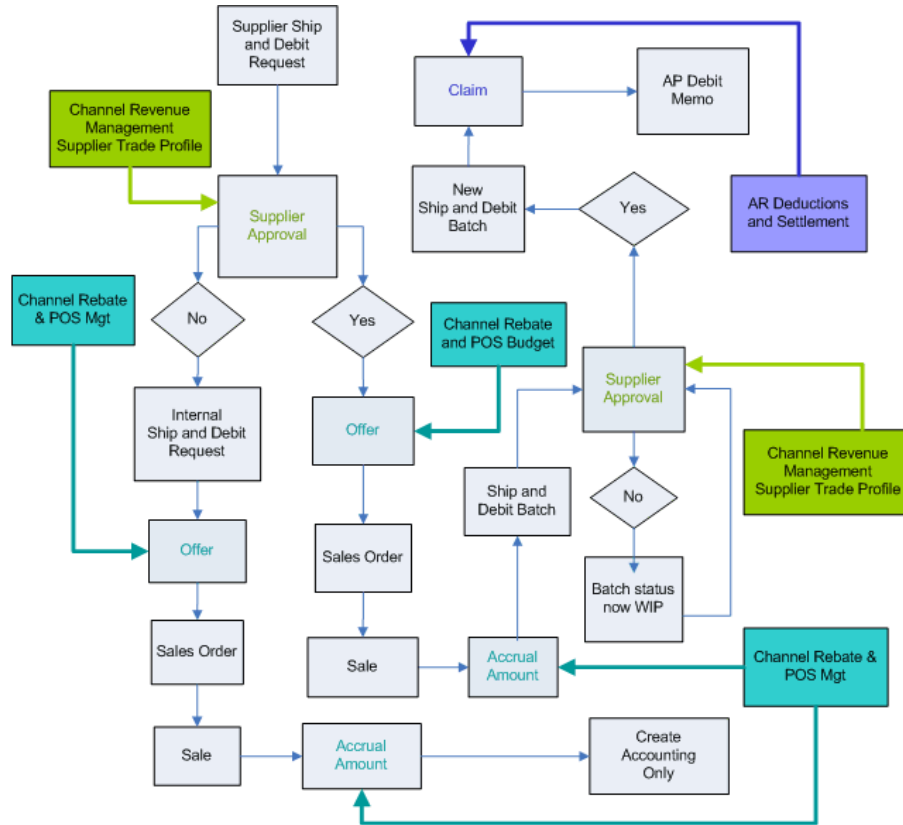 Supplier Ship
and Debit
Request
Claim
AP Debit
Memo
Channel Revenue
Management
Supplier Trade Profile
New
Ship and Debit
Batch
Yes
AR Deductions
and Settlement
Supplier
Approval
Channel Rebate
& POS Mgt
No
Yes
Channel Rebate
and POS Budget
Supplier
Approval
Internal
Ship and Debit
Request
Offer
Channel Revenue
Management
Supplier Trade Profile
Ship and
Debit Batch
No
Offer
Sales Order
Batch status
now WIP
Sales Order
Sale
Accrual
Amount
Channel Rebate &
POS Mgt
Sale
Accrual
Amount
Create
Accounting
Only